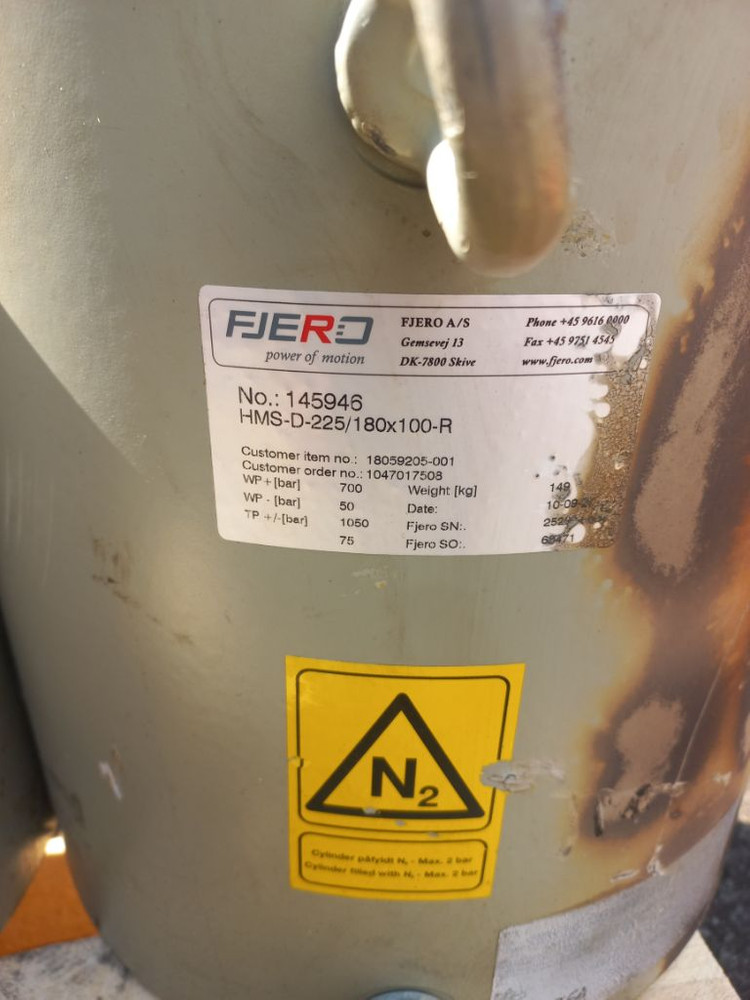 FJERO
power of motion
FJERO A/S
Gemsevej 13
DK-7800 Skive
Phone +45 9616 0000
Fax +45 9751 4545
www.fjero.com
No.: 145946
HMS-D-225/180x100-R
Customer item no.: 18059205-001
Customer order no.: 1047017508
WP+ [bar] 700 Weight [kg] 149
WP - [bar] 50 Date: 10-09-
TP +/-[bar] 1050 Fjero SN:.
75 Fjero SO:. 68471
N2
Cylinder påfyldt N2 - Max. 2 bar
Cylinder filled with N2 - Max. 2 bar